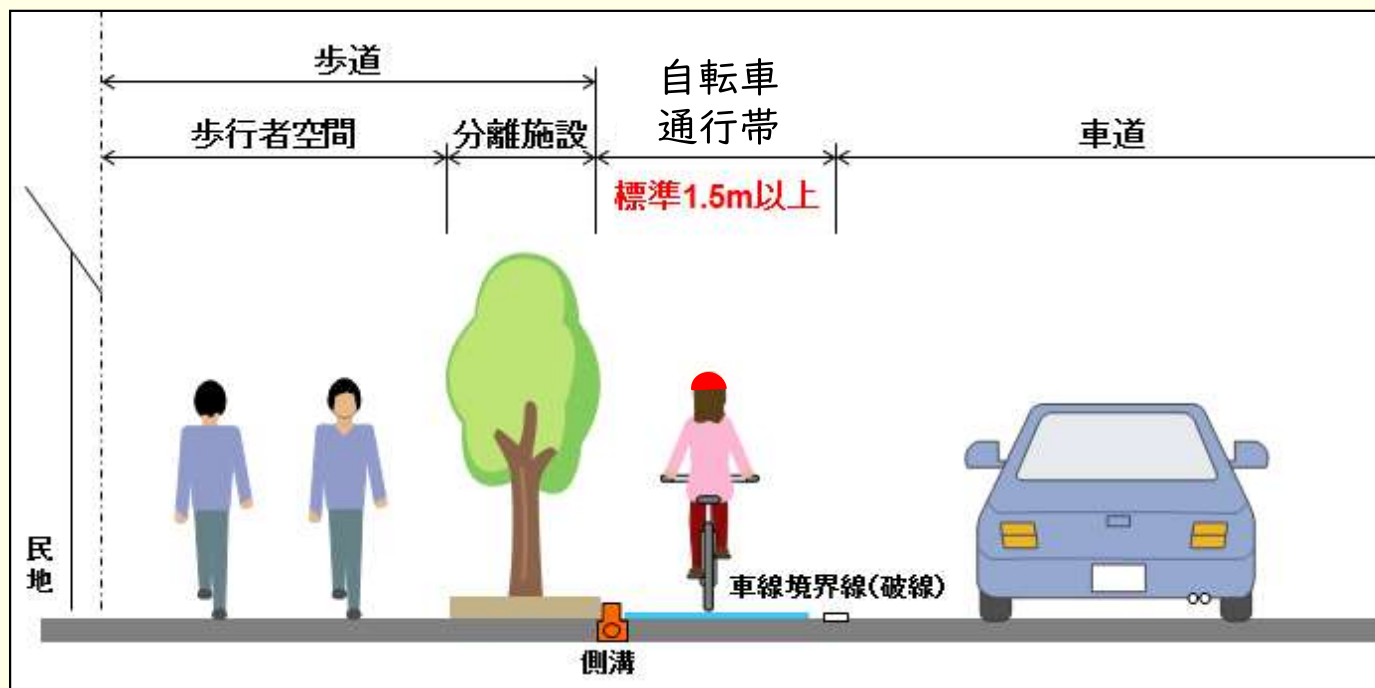 歩道
自転車
通行帯
歩行者空間
分離施設
車道
標準1.5m以上
民
地
車線境界線(破線)
側溝